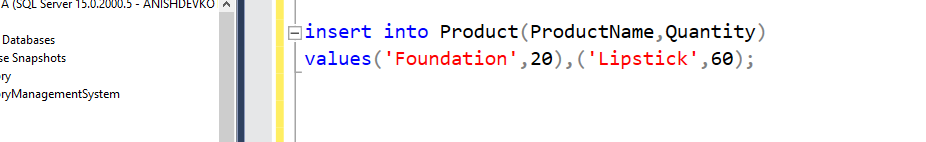 A (SQL Server 15.0.2000.5 - ANISHDEVKO
Databases
se Snapshots
ry
oryManagementSystem
insert into Product(ProductName,Quantity)
values('Foundation',20),('Lipstick',60);